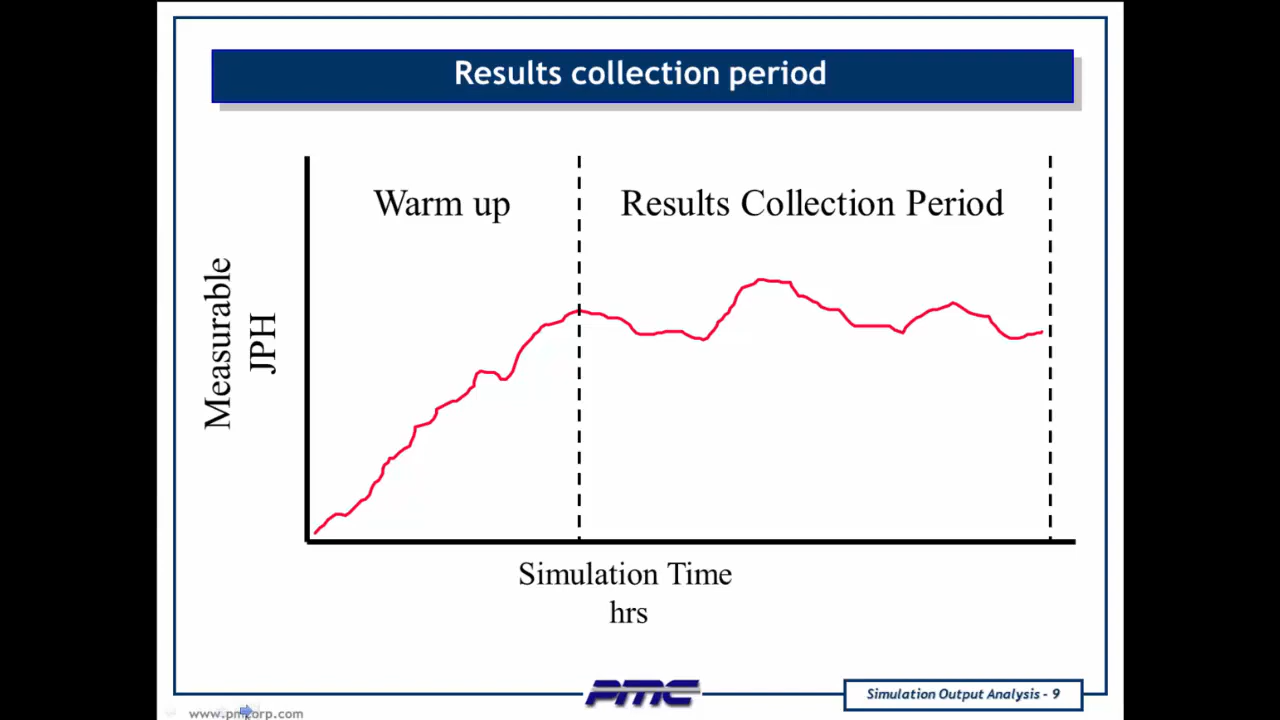 Results collection period
Warm up
Results Collection Period
Measurable
JPH
Simulation Time
hrs
PMC
Simulation Output Analysis - 9